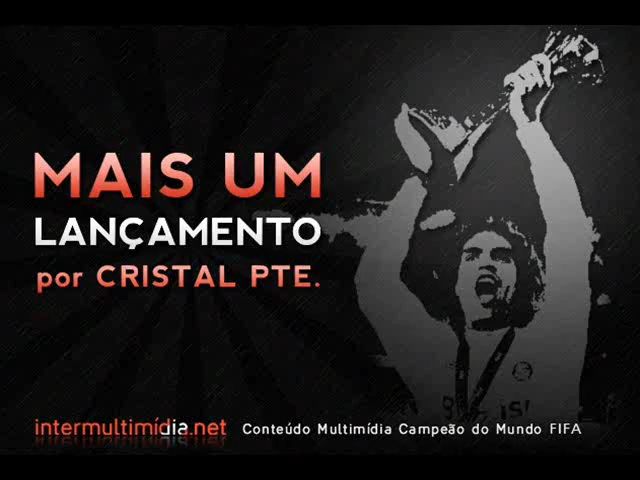 MAIS UM
LANÇAMENTO
por CRISTAL PTE.
intermultimídia.net
Conteúdo Multimídia Campeão do Mundo FIFA